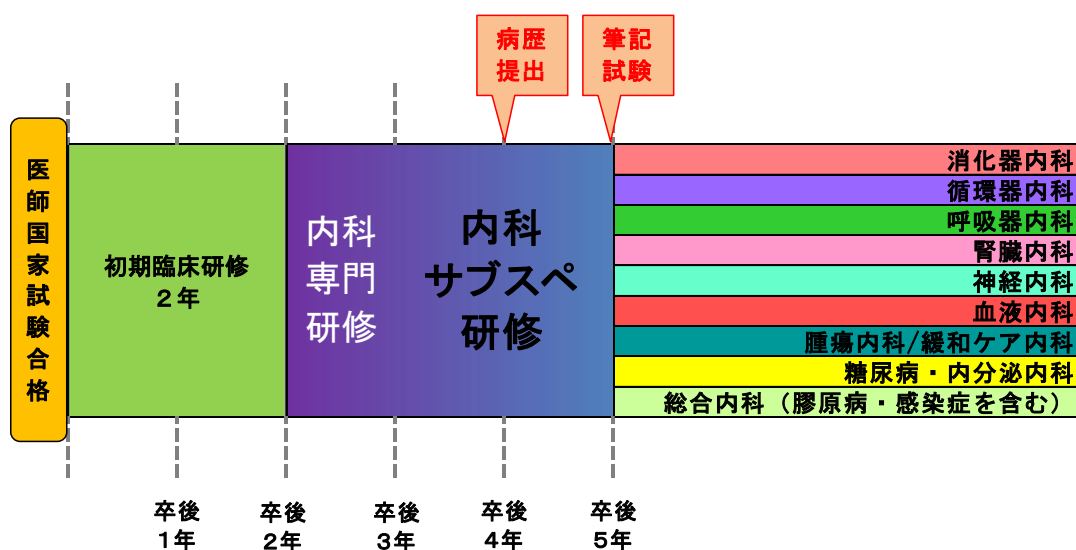 病歴
提出
筆記
試験
医師国家試験合格
初期臨床研修
２年
内科
専門
研修
内科
サブスペ
研修
消化器内科
循環器内科
呼吸器内科
腎臓内科
神経内科
血液内科
腫瘍内科/緩和ケア内科
糖尿病・内分泌内科
総合内科（膠原病・感染症を含む）
卒後
１年
卒後
２年
卒後
３年
卒後
４年
卒後
５年